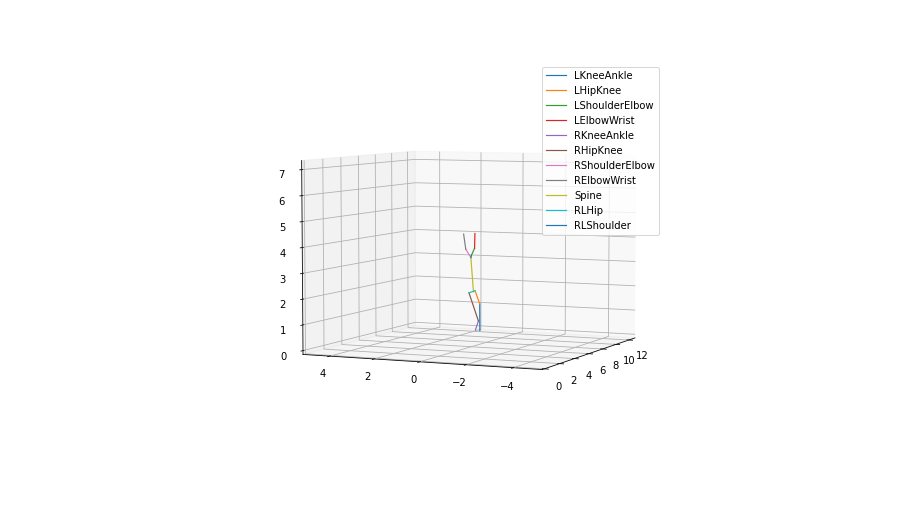 LKneeAnkle
LHipKnee
LShoulderElbow
LElbowWrist
RKneeAnkle
RHipKnee
RShoulderElbow
RElbowWrist
Spine
RLHip
RLShoulder
7
6
5
4
3
2
1
0
4
2
0
−2
−4
0
2
4
6
8
10
12